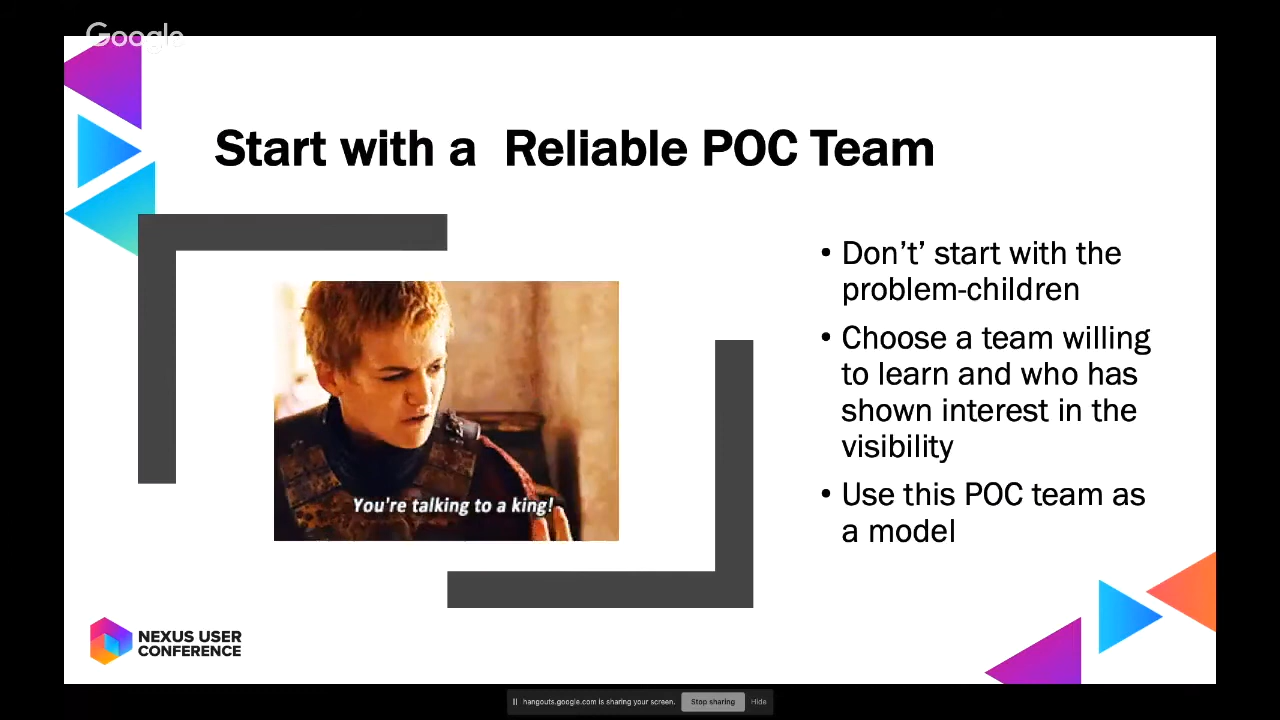 Google
Start with a  Reliable POC Team
• Don’t’ start with the
problem-children
• Choose a team willing
to learn and who has
shown interest in the
visibility
• Use this POC team as
a model
You're talking to a king!
NEXUS USER
CONFERENCE
hangouts.google.com is sharing your screen. Stop sharing Hide